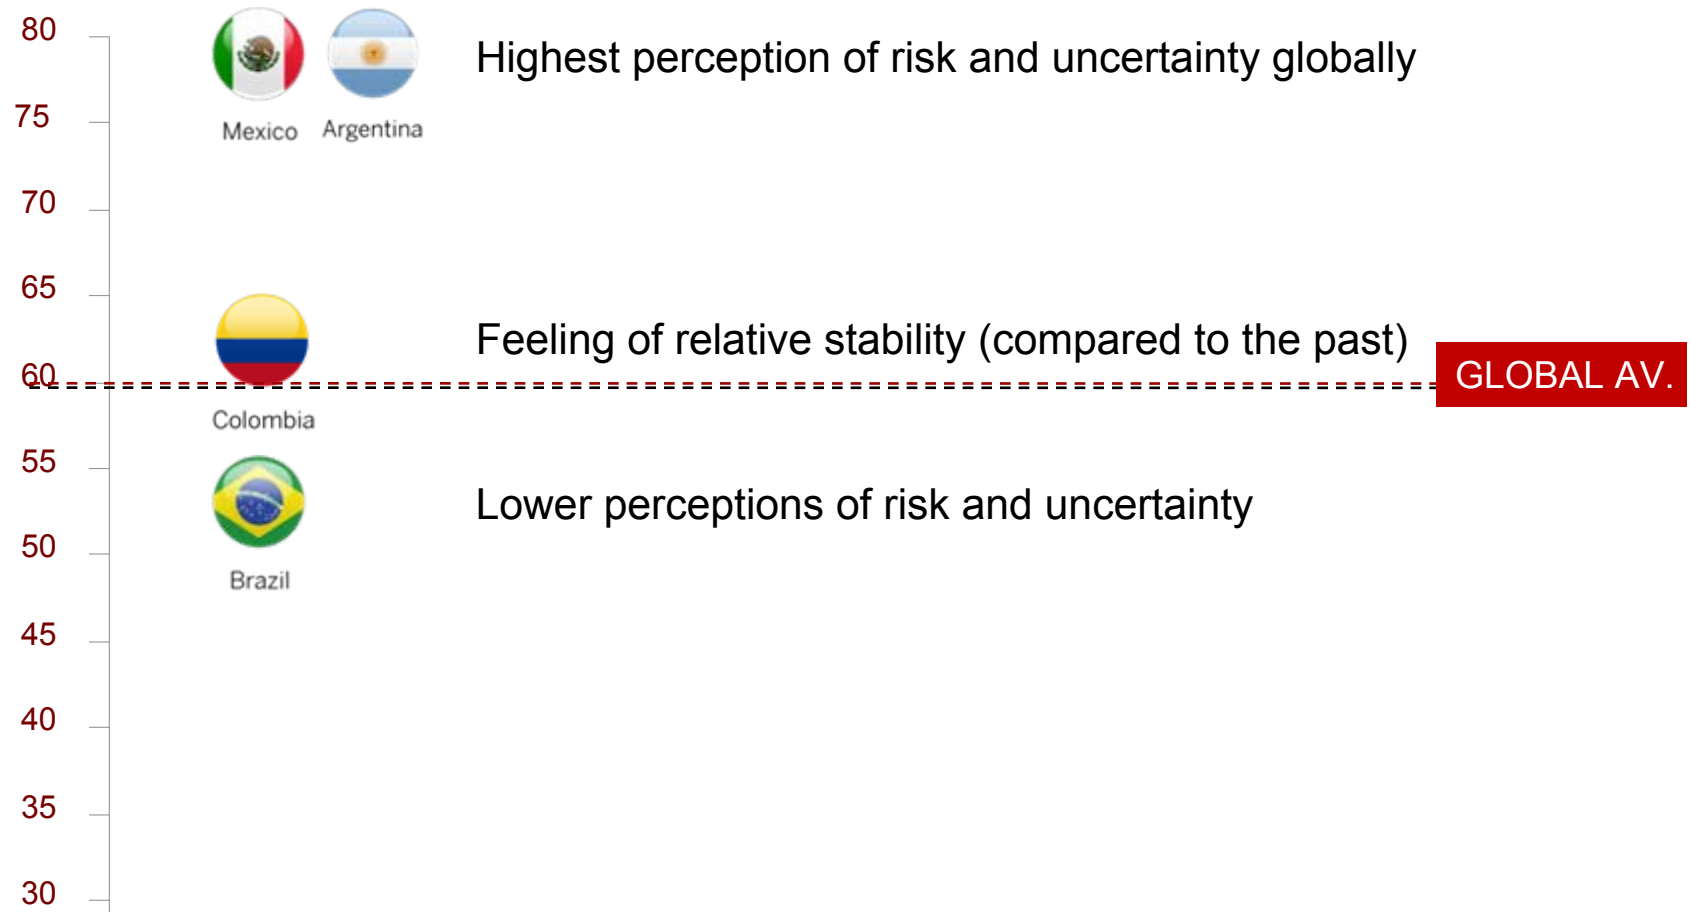 80
Highest perception of risk and uncertainty globally
75
Mexico Argentina
70
65
Feeling of relative stability (compared to the past)
60
GLOBAL AV.
Colombia
55
Lower perceptions of risk and uncertainty
50
Brazil
45
40
35
30